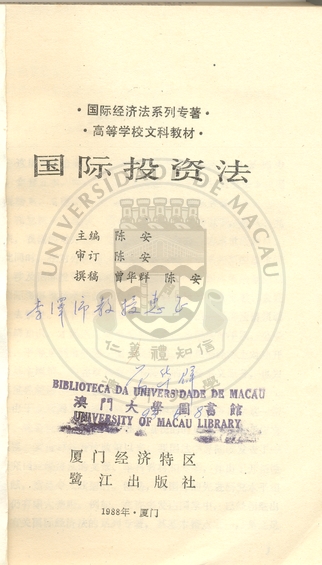 ·国际经济法系列专著·
·高等学校文科教材·
国际投资法
UNIVERSIDADE DE MACAU
主编 陈 安
审订 陈 安
撰稿 曾华群 陈 安
教授惠正
仁義禮知信
BIBLIOTECA DA UNIVERSIDADE DE MACAU
澳門大學圖書館
UNIVERSITY OF MACAU LIBRARY
厦门经济特区
鹭江出版社
1988年·厦门